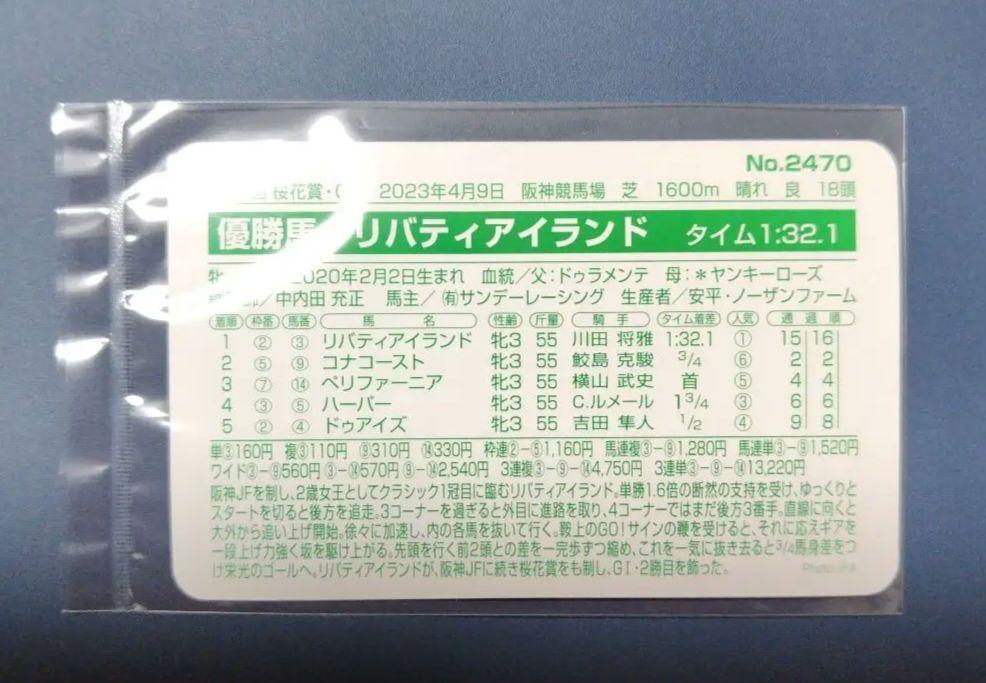 No.2470
桜花賞・G 2023年4月9日 阪神競馬場 芝 1600m 晴れ 良 18頭
優勝馬 リバティアイランド タイム1:32.1
牝 2020年2月2日生まれ 血統/父:ドゥラメンテ 母:*ヤンキーローズ
師/中内田 充正 馬主/㈲サンデーレーシング 生産者/安平・ノーザンファーム
着順 枠番 馬番 馬名 性齢 斤量 騎手 タイム着差 人気 通過順
1 ② ③ リバティアイランド 牝3 55 川田 将雅 1:32.1 ① 15 16
2 ⑤ ⑨ コナコースト 牝3 55 鮫島 克駿 3/4 ⑥ 2 2
3 ⑦ ⑭ ペリファーニア 牝3 55 横山 武史 首 ⑤ 4 4
4 ③ ⑤ ハーパー 牝3 55 C.ルメール 1 3/4 ③ 6 6
5 ② ④ ドゥアイズ 牝3 55 吉田 隼人 1/2 ④ 9 8
単③160円 複③110円 ⑨310円 ⑭330円 枠連②-⑤1,160円 馬連複③-⑨1,280円 馬連単③-⑨1,520円
ワイド③-⑨560円 ③-⑭570円 ⑨-⑭2,540円 3連複③-⑨-⑭4,750円 3連単③-⑨-⑭13,220円
阪神JFを制し、2歳女王としてクラシック1冠目に臨むリバティアイランド。単勝1.6倍の断然の支持を受け、ゆっくりと
スタートを切ると後方を追走。3コーナーを過ぎると外目に進路を取り、4コーナーではまだ後方3番手。直線に向くと
大外から追い上げ開始。徐々に加速し、内の各馬を抜いて行く。鞍上のGO!サインの鞭を受けると、それに応えギアを
一段上げ力強く坂を駆け上がる。先頭を行く前2頭との差を一完歩ずつ縮め、これを一気に抜き去ると3/4馬身差をつ
け栄光のゴールへ。リバティアイランドが、阪神JFに続き桜花賞をも制し、GⅠ・2勝目を飾った。